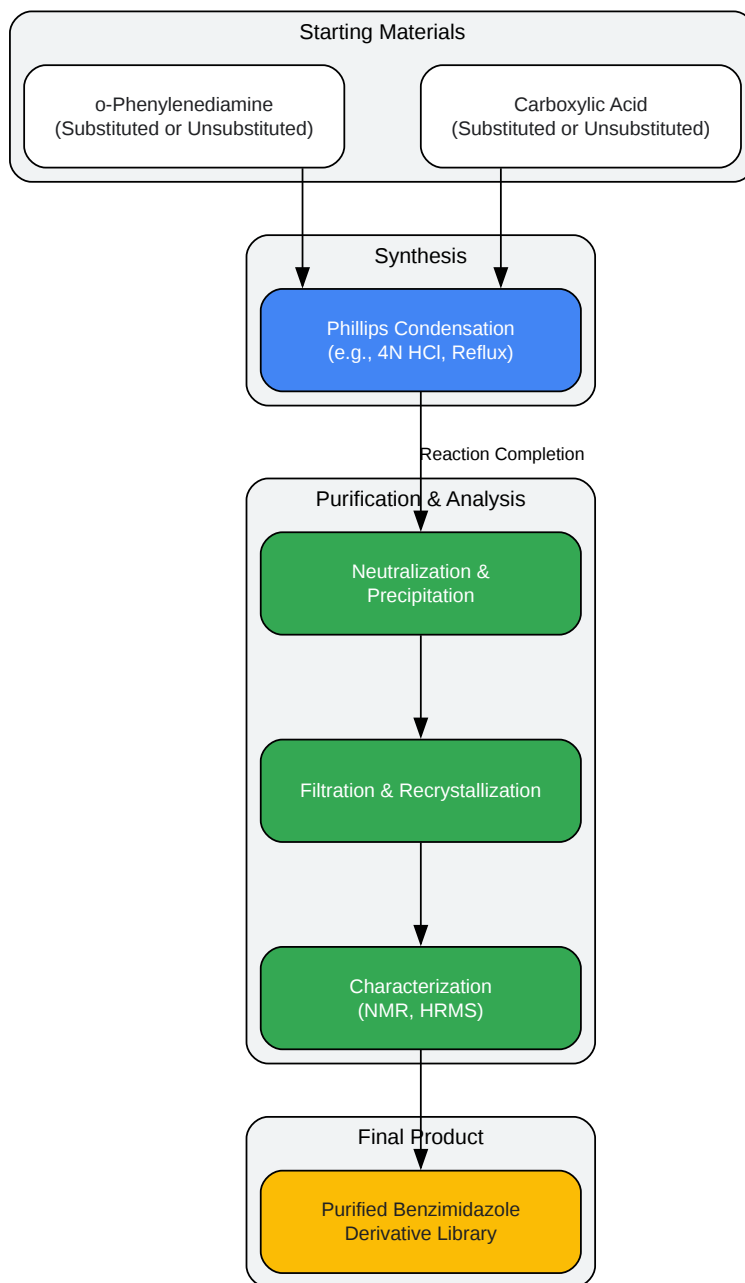 Starting Materials
o-Phenylenediamine
(Substituted or Unsubstituted)
Carboxylic Acid
(Substituted or Unsubstituted)
Synthesis
Phillips Condensation
(e.g., 4N HCl, Reflux)
Reaction Completion
Purification & Analysis
Neutralization &
Precipitation
Filtration & Recrystallization
Characterization
(NMR, HRMS)
Final Product
Purified Benzimidazole
Derivative Library